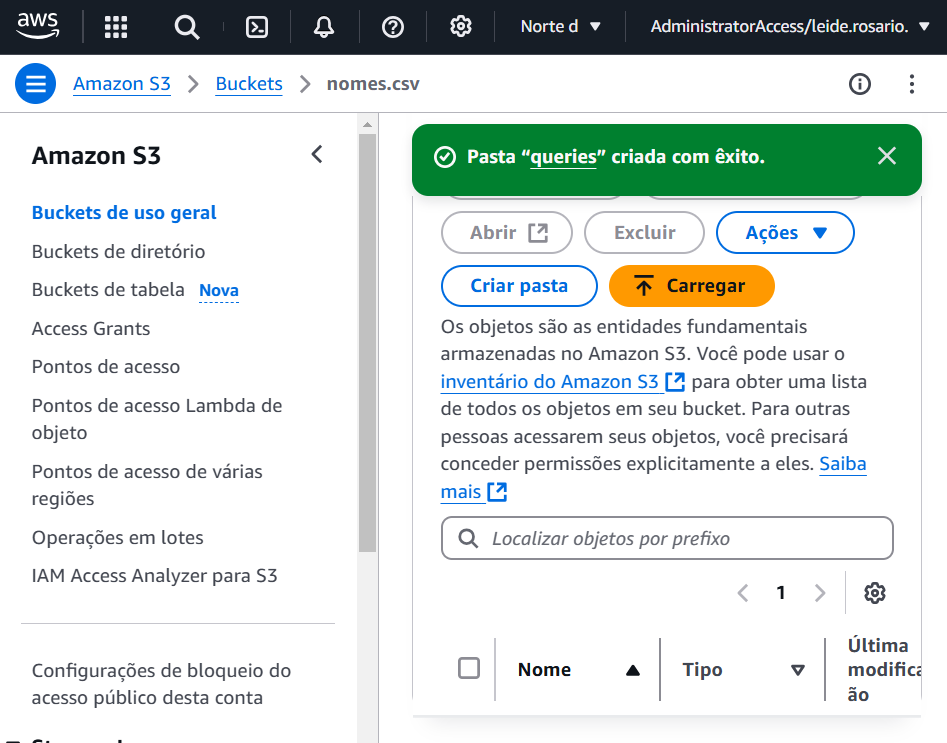 aws
Norte d
AdministratorAccess/leide.rosario.
Amazon S3
Buckets
nomes.csv
Amazon S3
Buckets de uso geral
Buckets de diretório
Buckets de tabela Nova
Access Grants
Pontos de acesso
Pontos de acesso Lambda de
objeto
Pontos de acesso de várias
regiões
Operações em lotes
IAM Access Analyzer para S3
Configurações de bloqueio do
acesso público desta conta
Pasta “queries” criada com êxito.
Abrir
Excluir
Ações
Criar pasta
Carregar
Os objetos são as entidades fundamentais
armazenadas no Amazon S3. Você pode usar o
inventário do Amazon S3 para obter uma lista
de todos os objetos em seu bucket. Para outras
pessoas acessarem seus objetos, você precisará
conceder permissões explicitamente a eles. Saiba
mais
Localizar objetos por prefixo
1
Nome
Tipo
Última
modificaç
ão